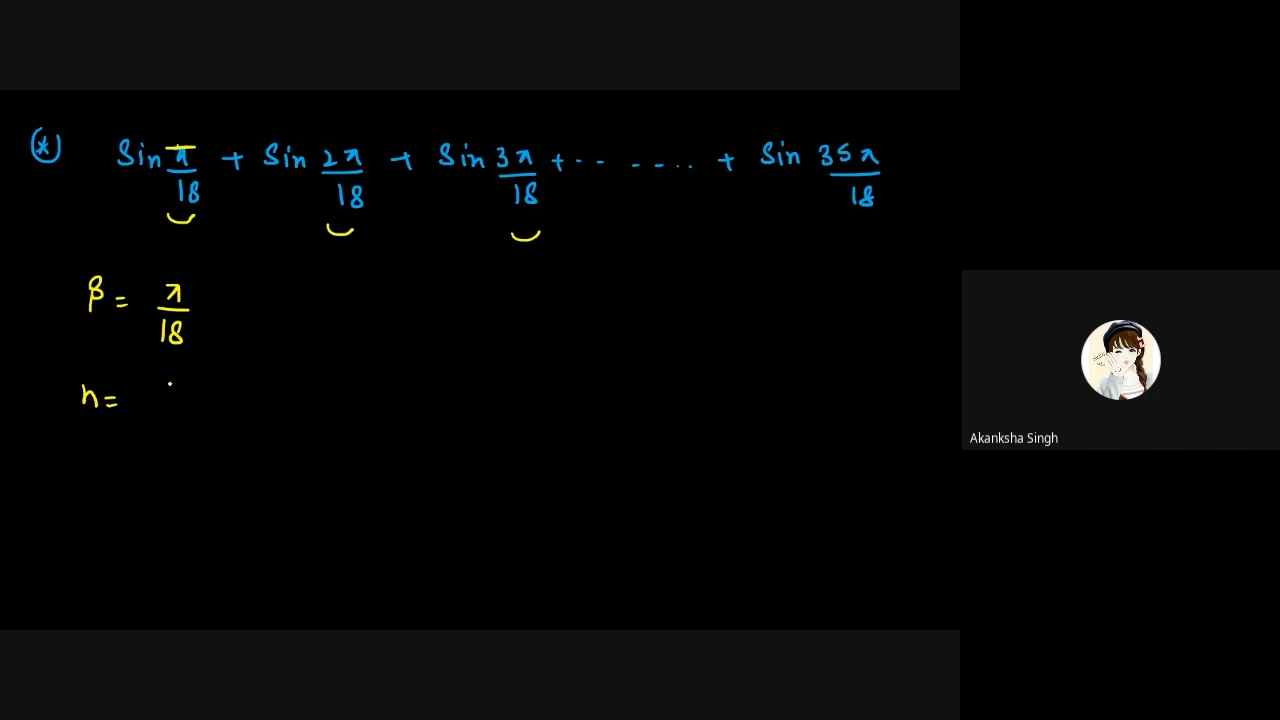 (*) Sin π/18 + Sin 2π/18 + Sin 3π/18 + ·· ·· ·· + Sin 35π/18
β = π/18
n =
Akanksha Singh